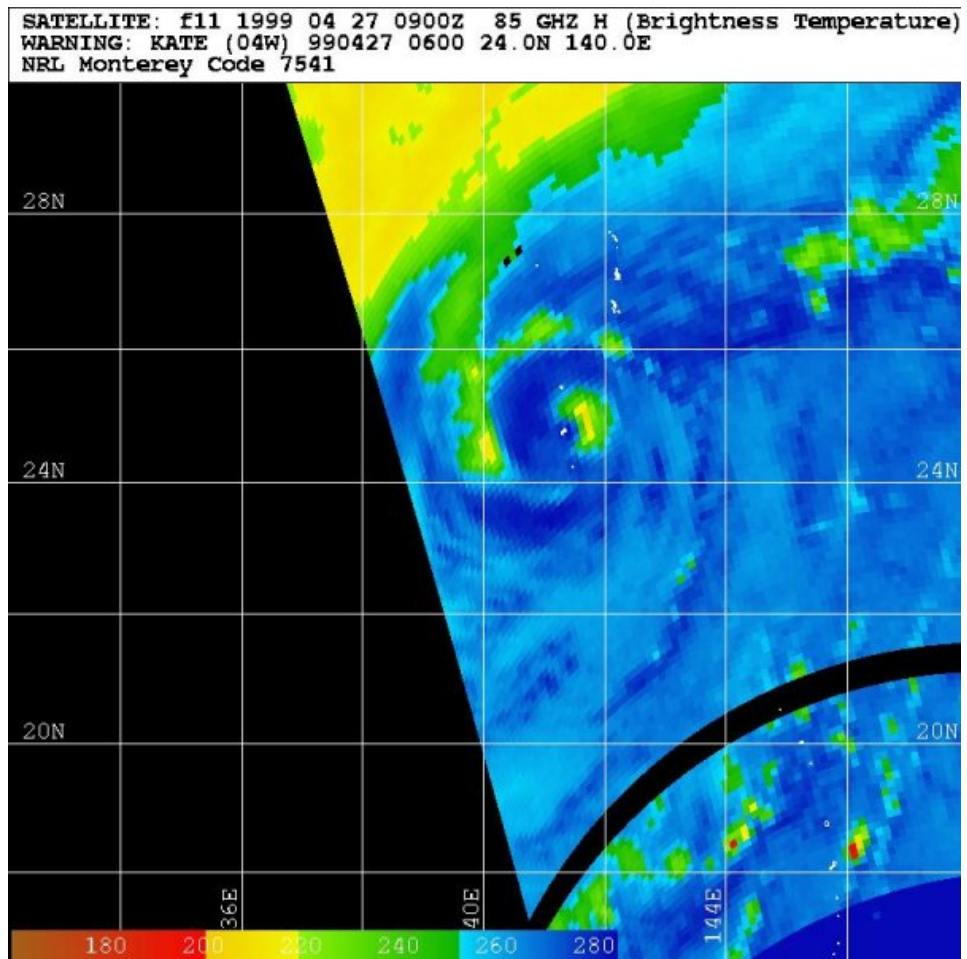 SATELLITE: f11 1999 04 27 0900Z  85 GHZ H (Brightness Temperature)
WARNING: KATE (04W) 990427 0600 24.0N 140.0E
NRL Monterey Code 7541
28N 28N
24N 24N
20N 20N
36E 40E 144E
180 200 220 240 260 280